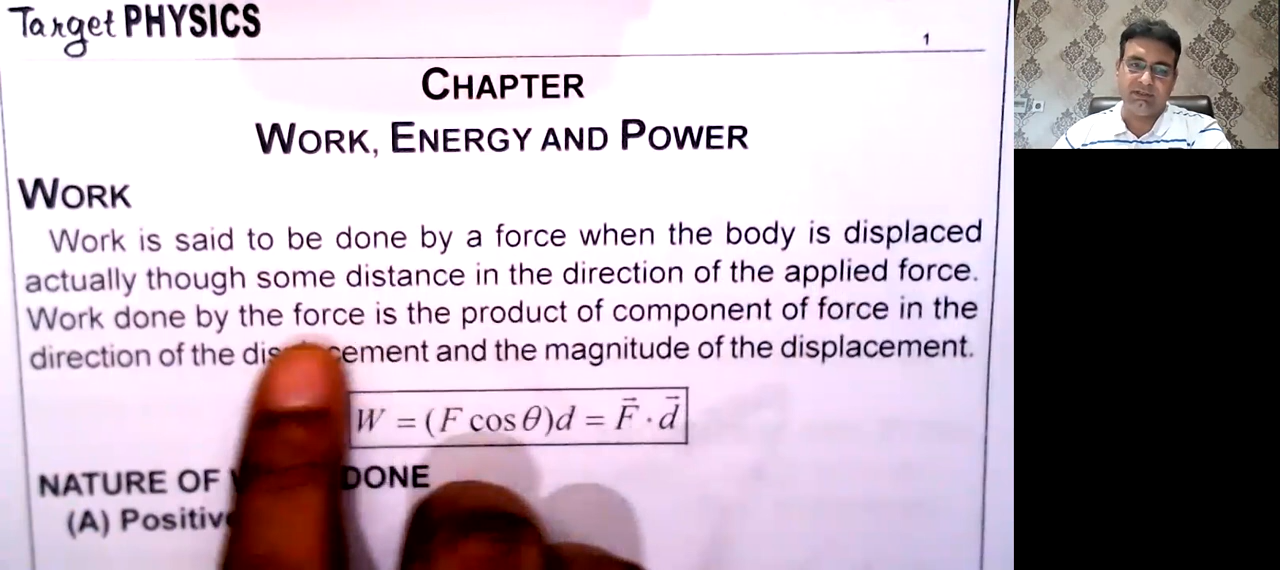 Target PHYSICS
1
CHAPTER
WORK, ENERGY AND POWER
WORK
Work is said to be done by a force when the body is displaced
actually though some distance in the direction of the applied force.
Work done by the force is the product of component of force in the
direction of the and the magnitude of the displacement.
W = (F cos θ)d = F⃗ · d⃗
NATURE OF DONE
(A)